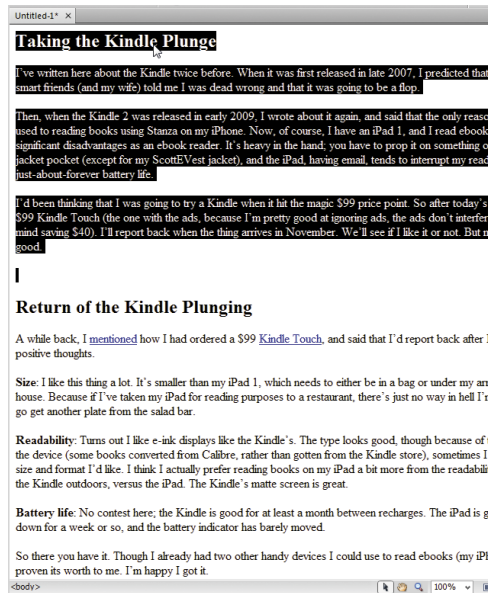 Untitled-1* ×
Taking the Kindle Plunge
I've written here about the Kindle twice before. When it was first released in late 2007, I predicted that
smart friends (and my wife) told me I was dead wrong and that it was going to be a flop.
Then, when the Kindle 2 was released in early 2009, I wrote about it again, and said that the only reaso
used to reading books using Stanza on my iPhone. Now, of course, I have an iPad 1, and I read ebook
significant disadvantages as an ebook reader. It's heavy in the hand; you have to prop it on something o
jacket pocket (except for my ScottEVest jacket), and the iPad, having email, tends to interrupt my read
just-about-forever battery life.
I'd been thinking that I was going to try a Kindle when it hit the magic $99 price point. So after today's
$99 Kindle Touch (the one with the ads, because I'm pretty good at ignoring ads, the ads don't interfer
mind saving $40). I'll report back when the thing arrives in November. We'll see if I like it or not. But
good.
Return of the Kindle Plunging
A while back, I mentioned how I had ordered a $99 Kindle Touch, and said that I'd report back after I
positive thoughts.
Size: I like this thing a lot. It's smaller than my iPad 1, which needs to either be in a bag or under my ar
house. Because if I've taken my iPad for reading purposes to a restaurant, there's just no way in hell I'
go get another plate from the salad bar.
Readability: Turns out I like e-ink displays like the Kindle's. The type looks good, though because of
the device (some books converted from Calibre, rather than gotten from the Kindle store), sometimes I
size and format I'd like. I think I actually prefer reading books on my iPad a bit more from the readabili
the Kindle outdoors, versus the iPad. The Kindle's matte screen is great.
Battery life: No contest here; the Kindle is good for at least a month between recharges. The iPad is g
down for a week or so, and the battery indicator has barely moved.
So there you have it. Though I already had two other handy devices I could use to read ebooks (my iP
proven its worth to me. I'm happy I got it.
<body> 100%